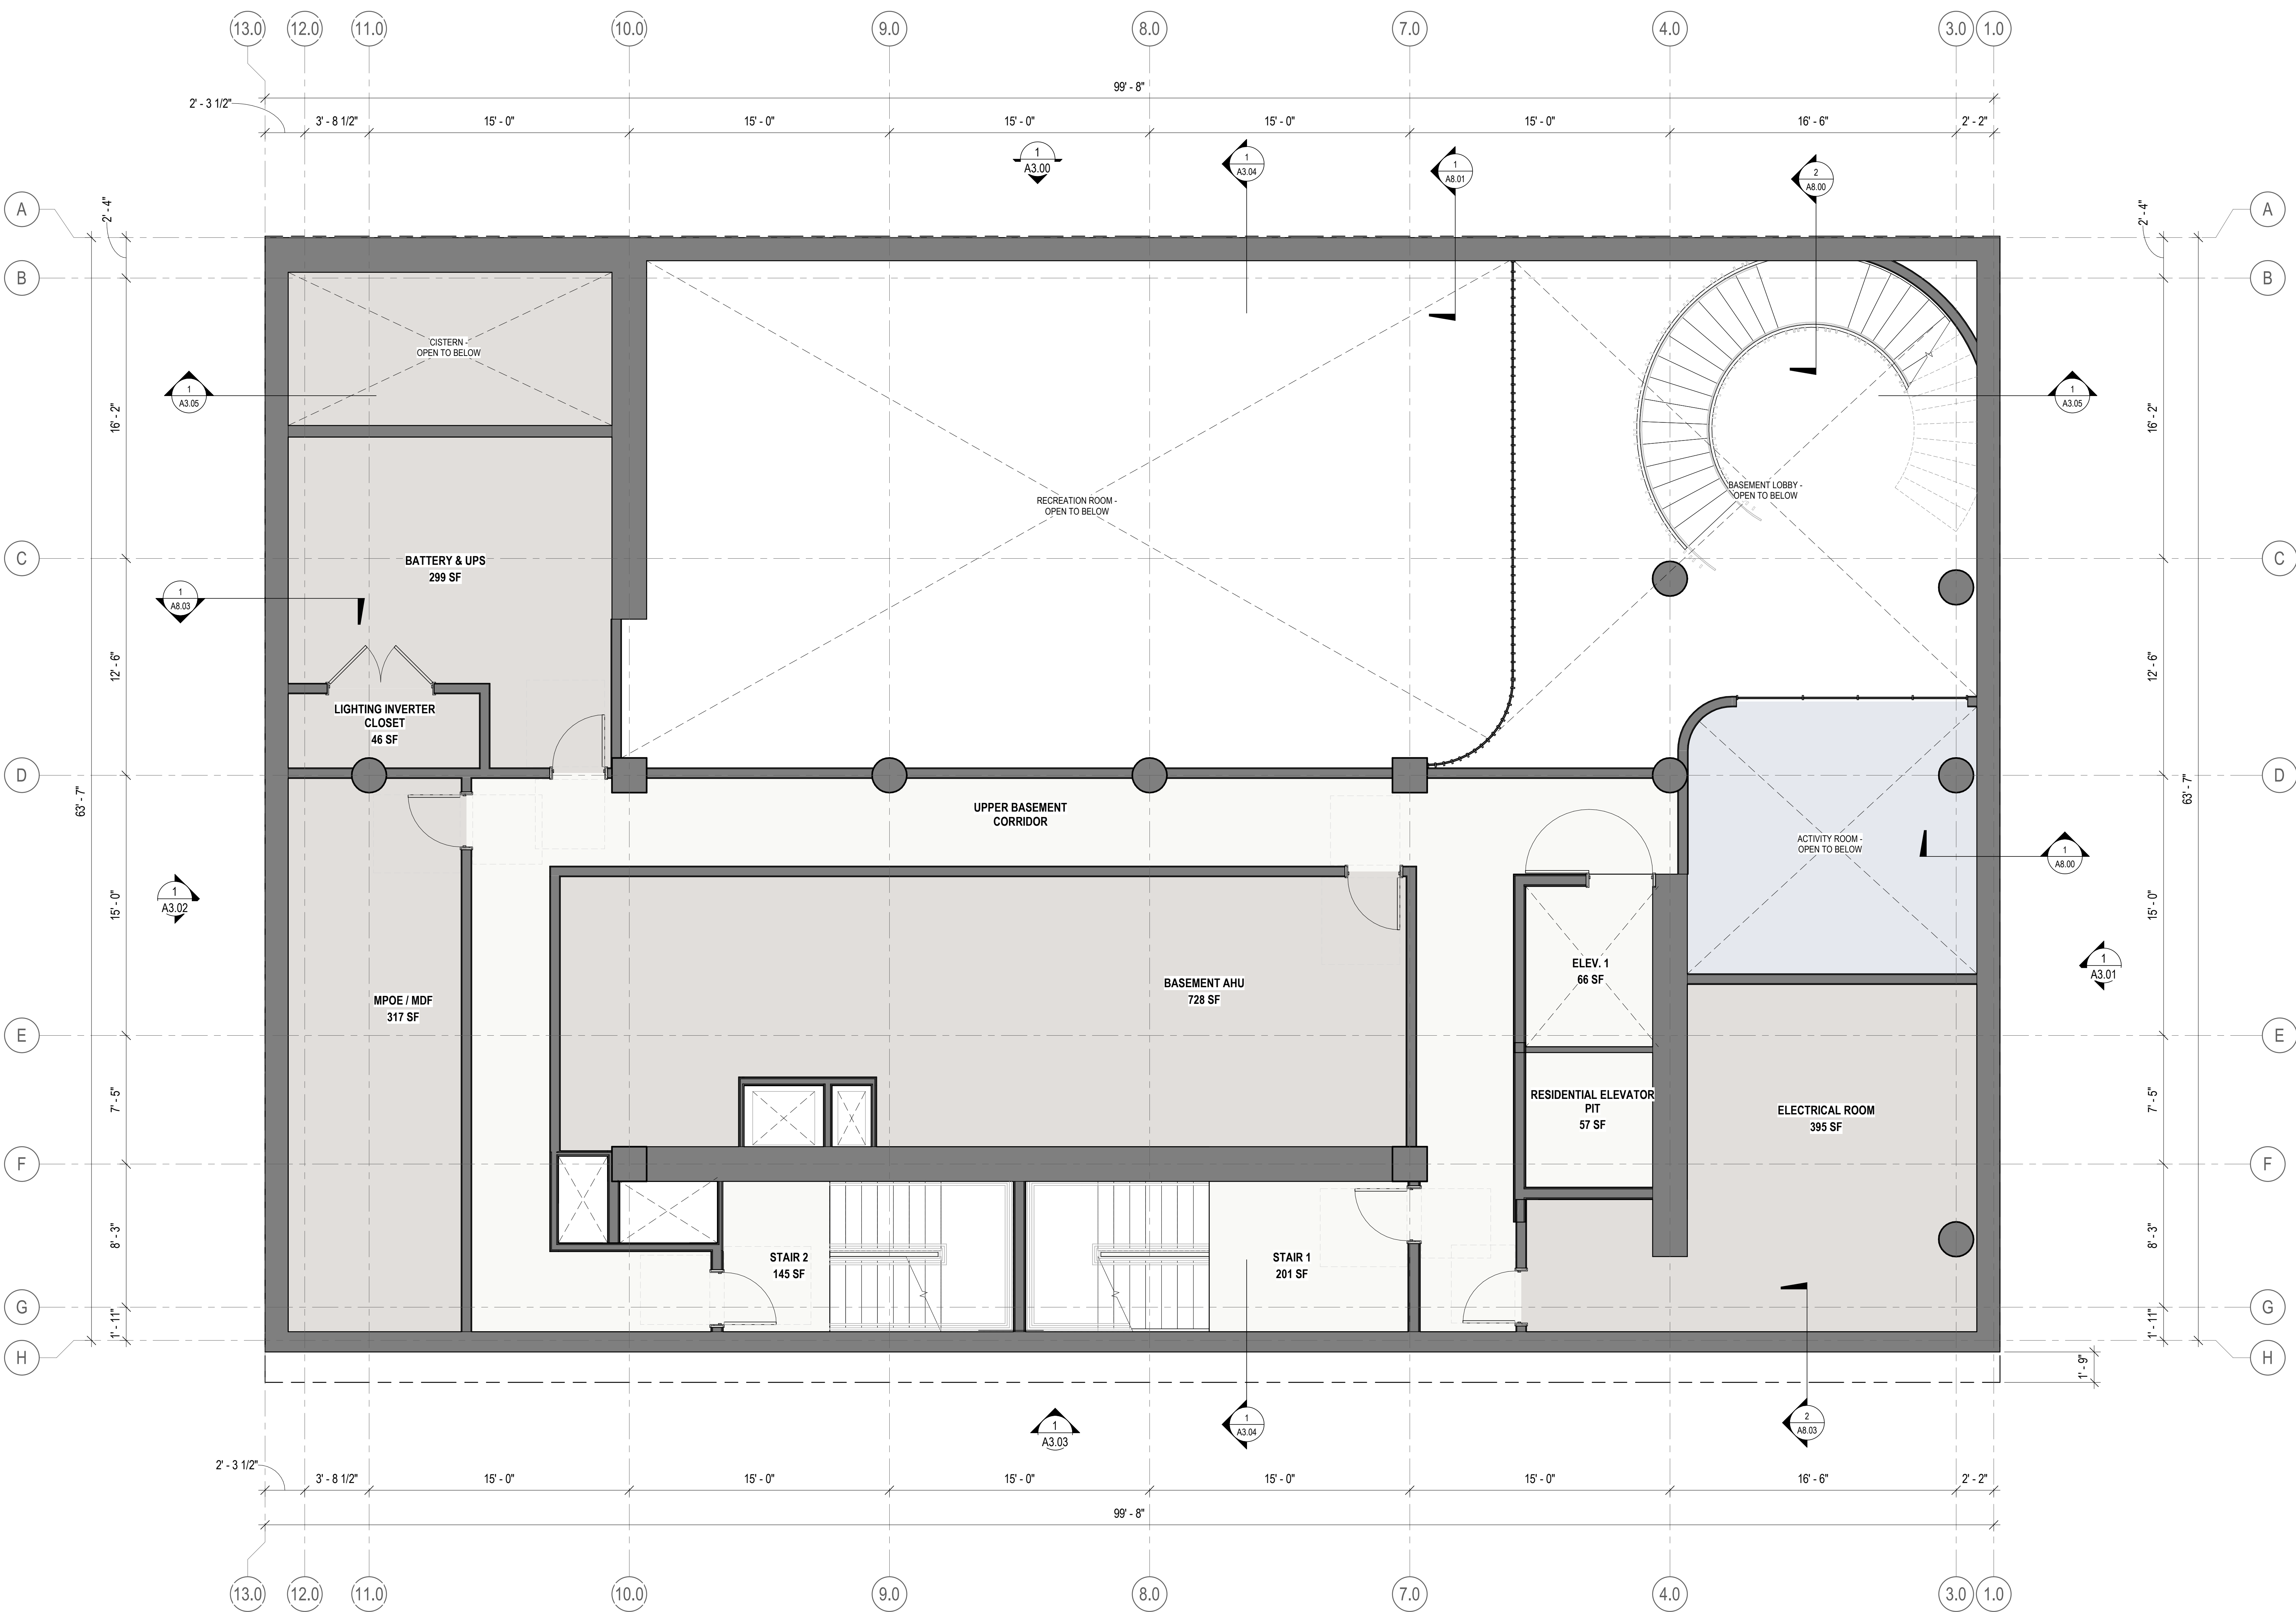 13.0 12.0 11.0 10.0 9.0 8.0 7.0 4.0 3.0 1.0
99' - 8"
2' - 3 1/2"
3' - 8 1/2" 15' - 0" 15' - 0" 15' - 0" 15' - 0" 15' - 0" 16' - 6" 2' - 2"
1
A3.00
1
A3.04
1
A8.01
2
A8.00
A
A
2' - 4"
2' - 4"
B
B
CISTERN -
OPEN TO BELOW
1
A3.05
1
A3.05
16' - 2"
16' - 2"
RECREATION ROOM -
OPEN TO BELOW
BASEMENT LOBBY -
OPEN TO BELOW
C
C
BATTERY & UPS
299 SF
1
A8.03
12' - 6"
12' - 6"
LIGHTING INVERTER
CLOSET
46 SF
D
D
63' - 7"
63' - 7"
UPPER BASEMENT
CORRIDOR
ACTIVITY ROOM -
OPEN TO BELOW
1
A8.00
1
A3.02
15' - 0"
15' - 0"
1
A3.01
ELEV. 1
66 SF
BASEMENT AHU
728 SF
MPOE / MDF
317 SF
E
E
7' - 5"
7' - 5"
RESIDENTIAL ELEVATOR
PIT
57 SF
ELECTRICAL ROOM
395 SF
F
F
8' - 3"
8' - 3"
STAIR 2
145 SF
STAIR 1
201 SF
G
G
1' - 11"
1' - 11"
H
H
1' - 9"
1
A3.03
1
A3.04
2
A8.03
2' - 3 1/2"
3' - 8 1/2" 15' - 0" 15' - 0" 15' - 0" 15' - 0" 15' - 0" 16' - 6" 2' - 2"
99' - 8"
13.0 12.0 11.0 10.0 9.0 8.0 7.0 4.0 3.0 1.0